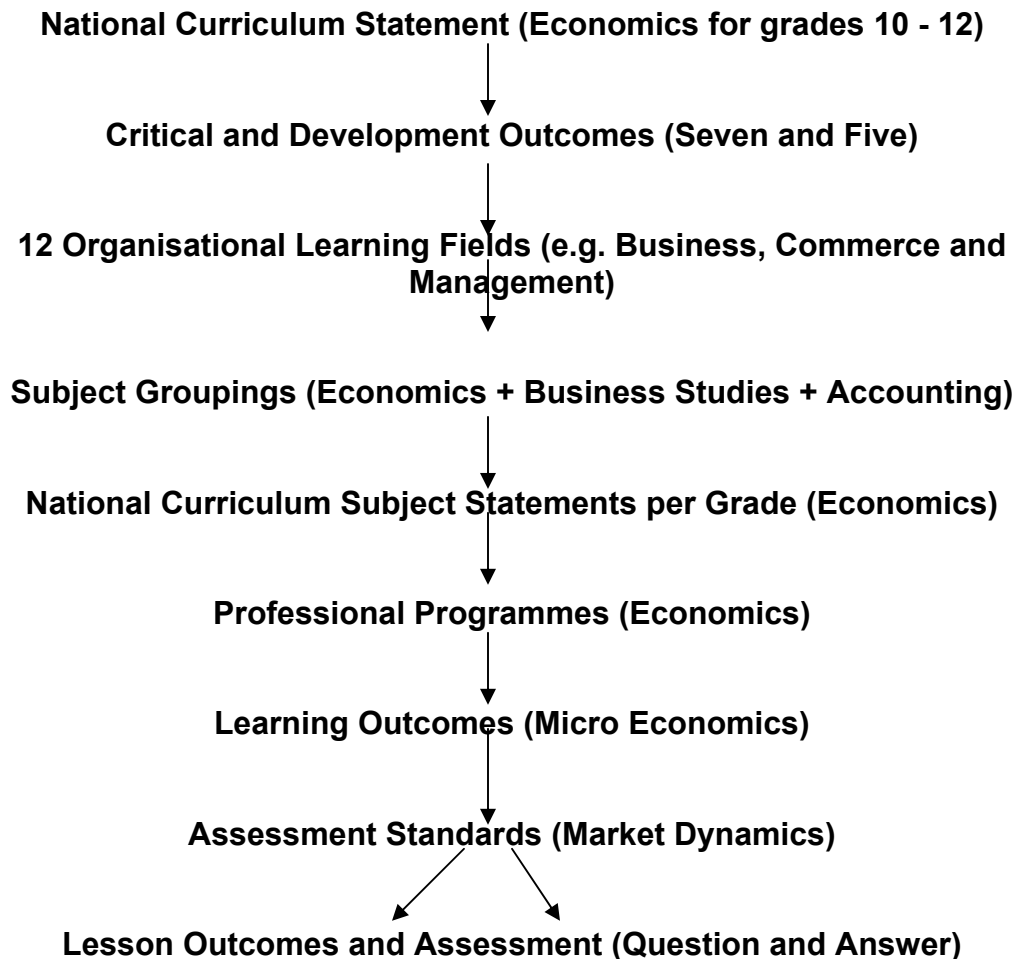 National Curriculum Statement (Economics for grades 10 - 12)
Critical and Development Outcomes (Seven and Five)
12 Organisational Learning Fields (e.g. Business, Commerce and
Management)
Subject Groupings (Economics + Business Studies + Accounting)
National Curriculum Subject Statements per Grade (Economics)
Professional Programmes (Economics)
Learning Outcomes (Micro Economics)
Assessment Standards (Market Dynamics)
Lesson Outcomes and Assessment (Question and Answer)